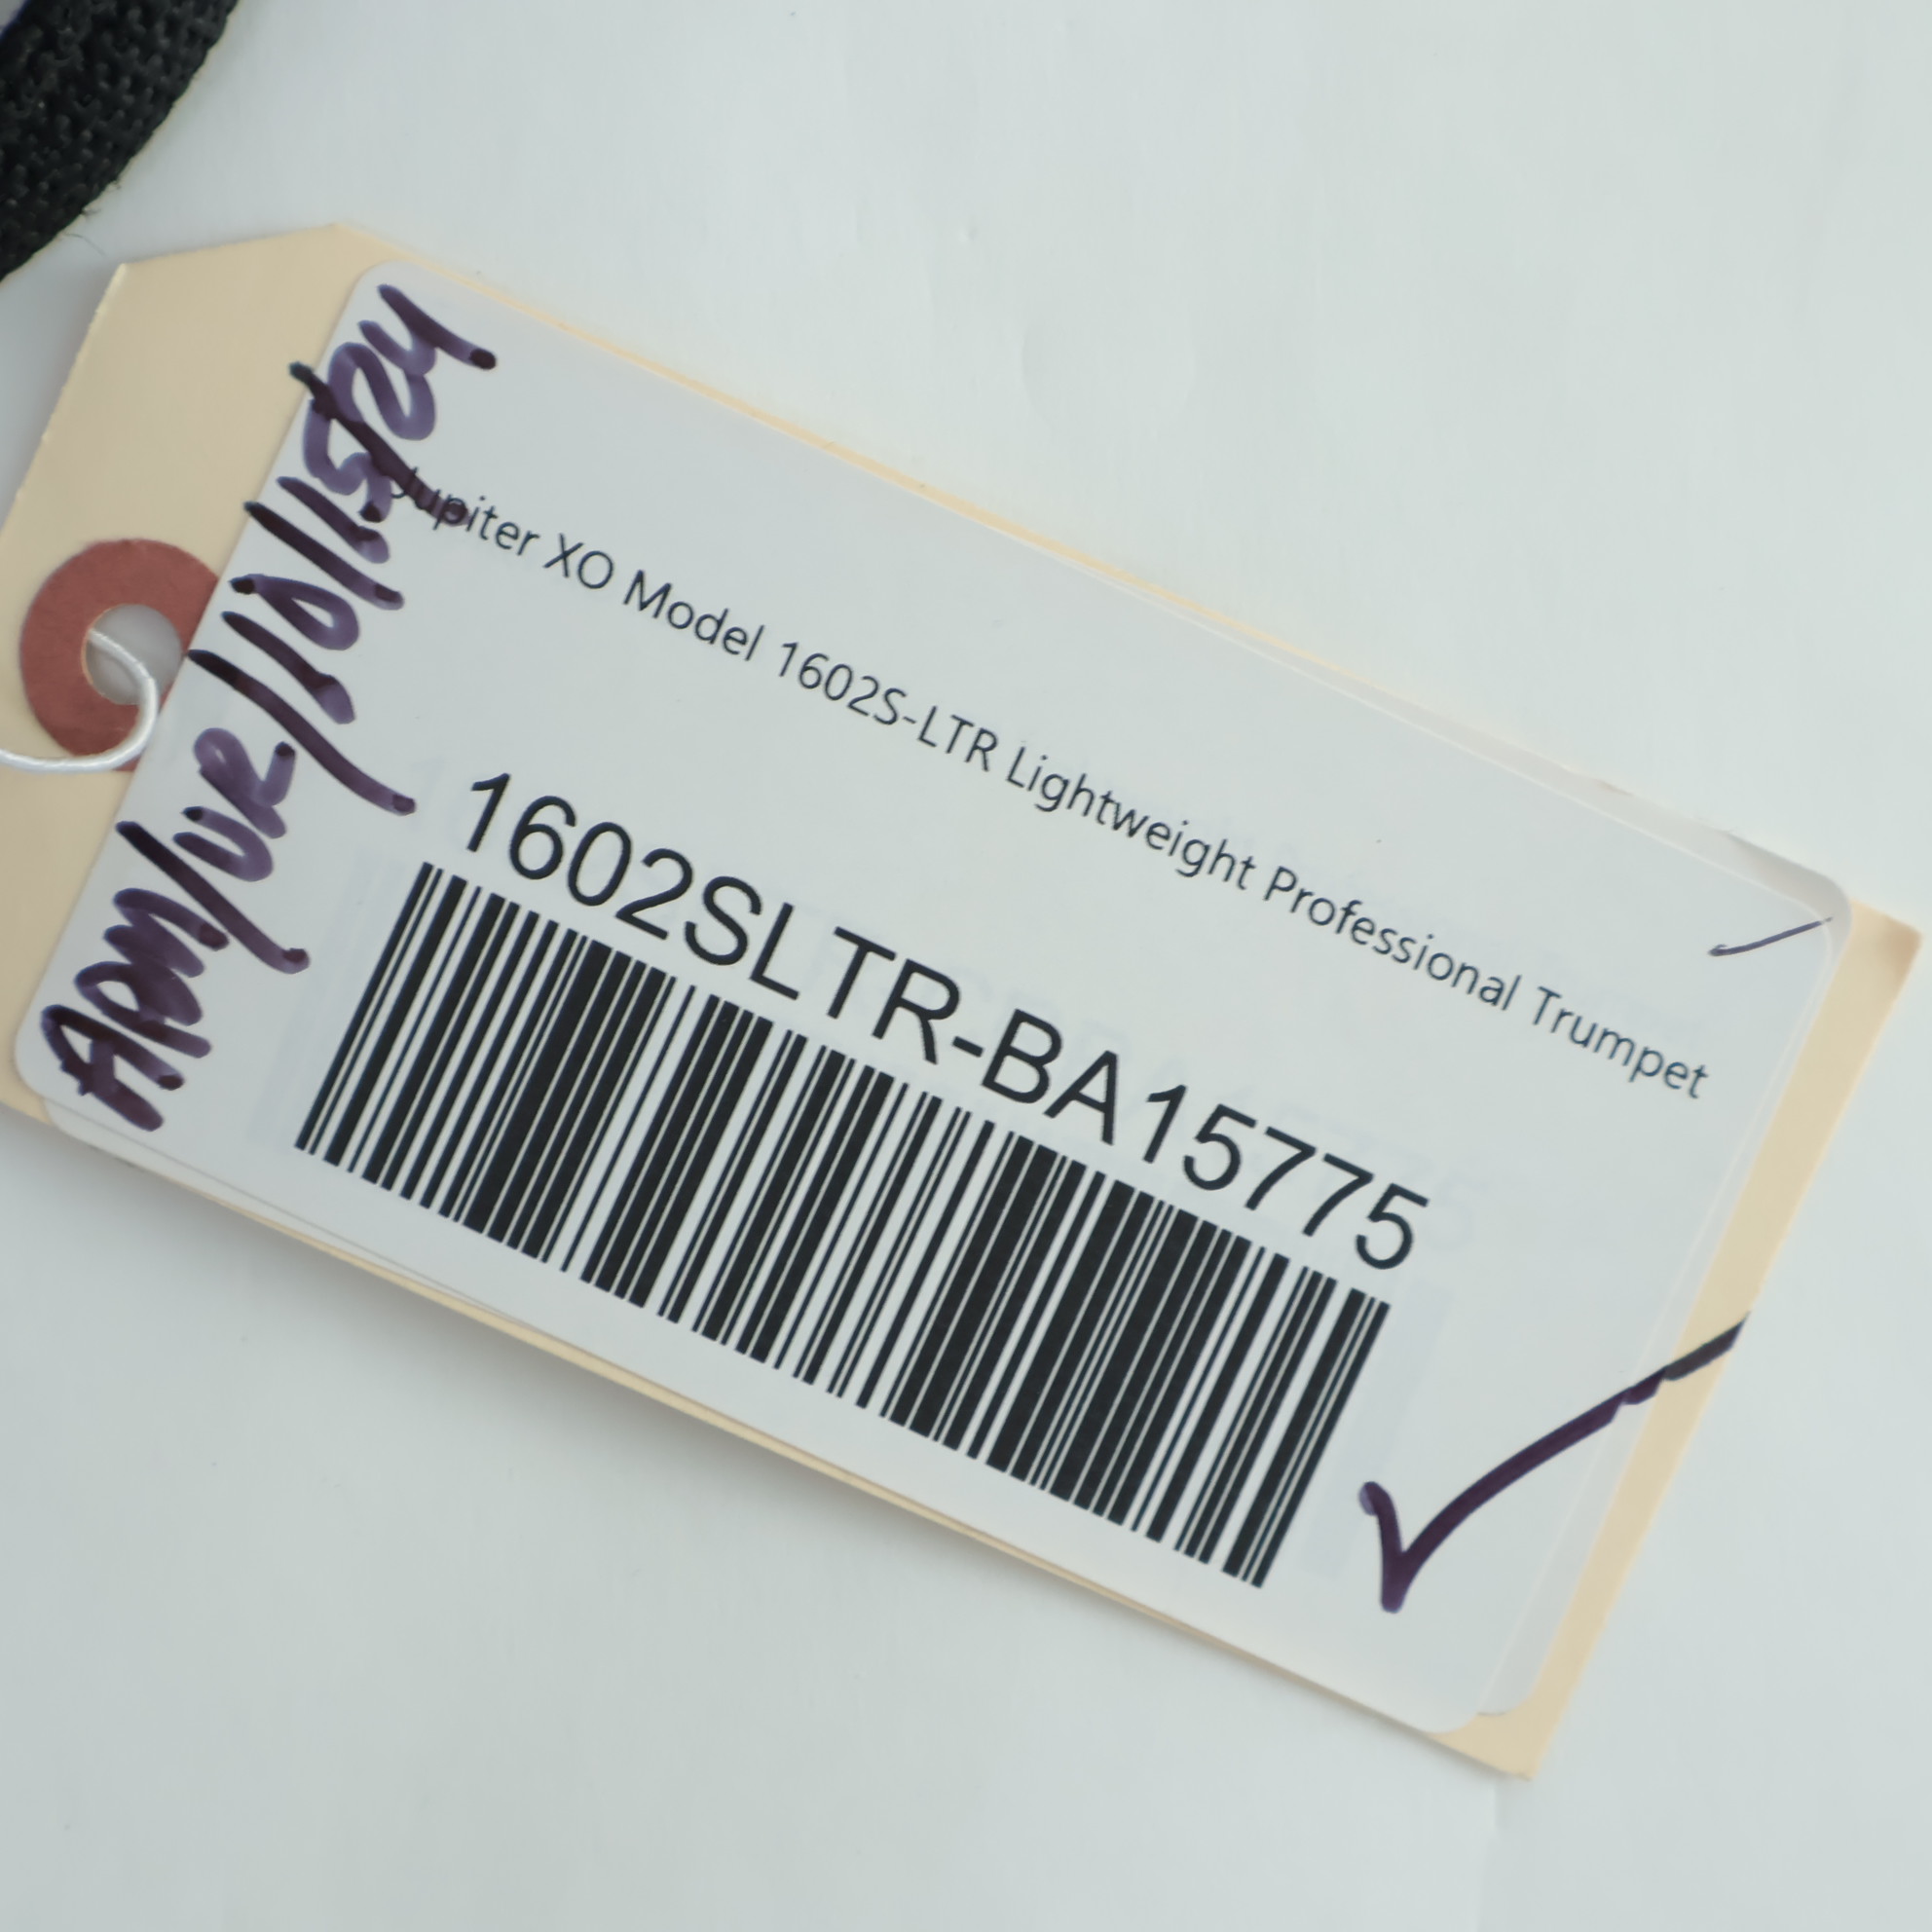 Jupiter XO Model 1602S-LTR Lightweight Professional Trumpet
1602SLTR-BA15775